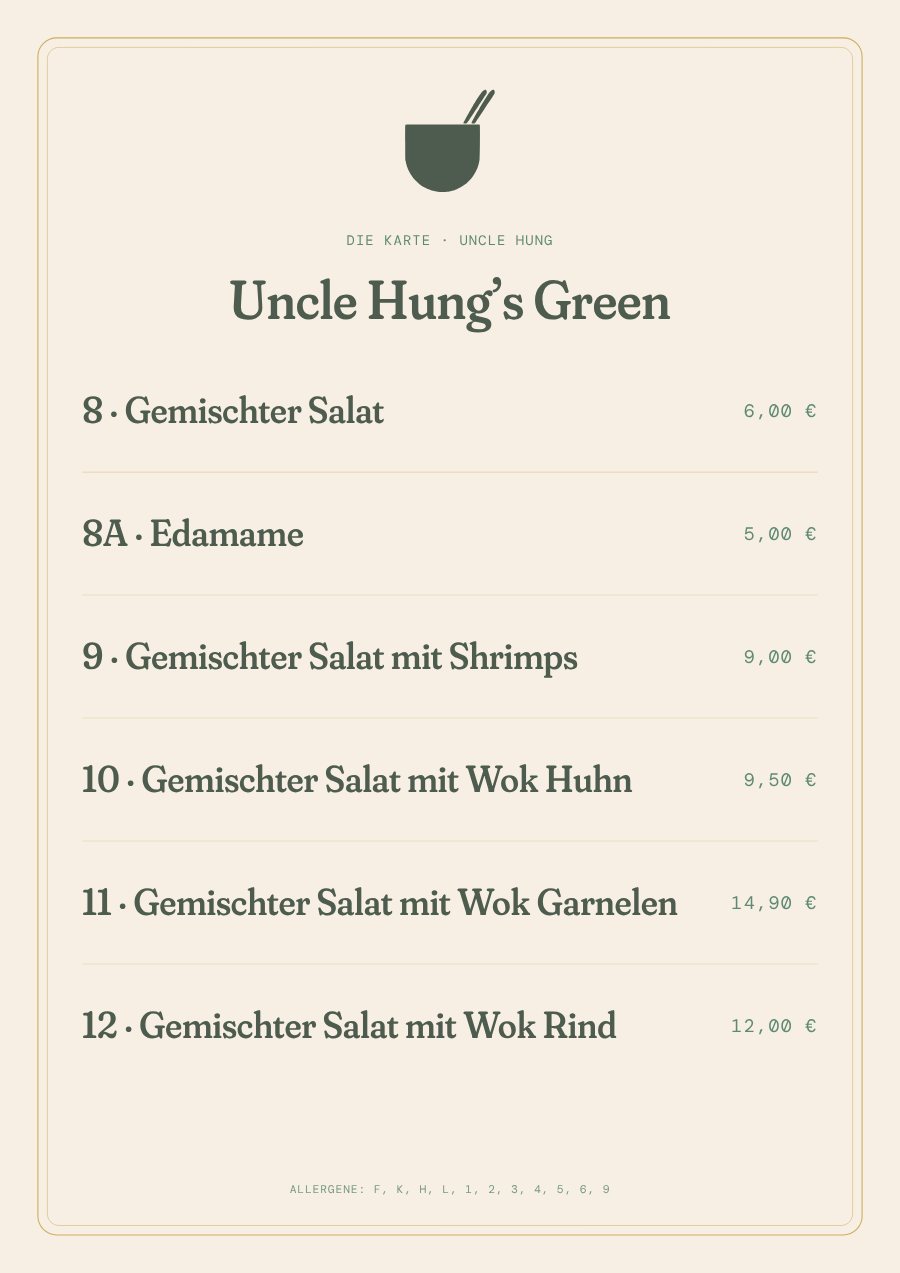 DIE KARTE · UNCLE HUNG
Uncle Hung’s Green
8 · Gemischter Salat 6,00 €
8A · Edamame 5,00 €
9 · Gemischter Salat mit Shrimps 9,00 €
10 · Gemischter Salat mit Wok Huhn 9,50 €
11 · Gemischter Salat mit Wok Garnelen 14,90 €
12 · Gemischter Salat mit Wok Rind 12,00 €
ALLERGENE: F, K, H, L, 1, 2, 3, 4, 5, 6, 9